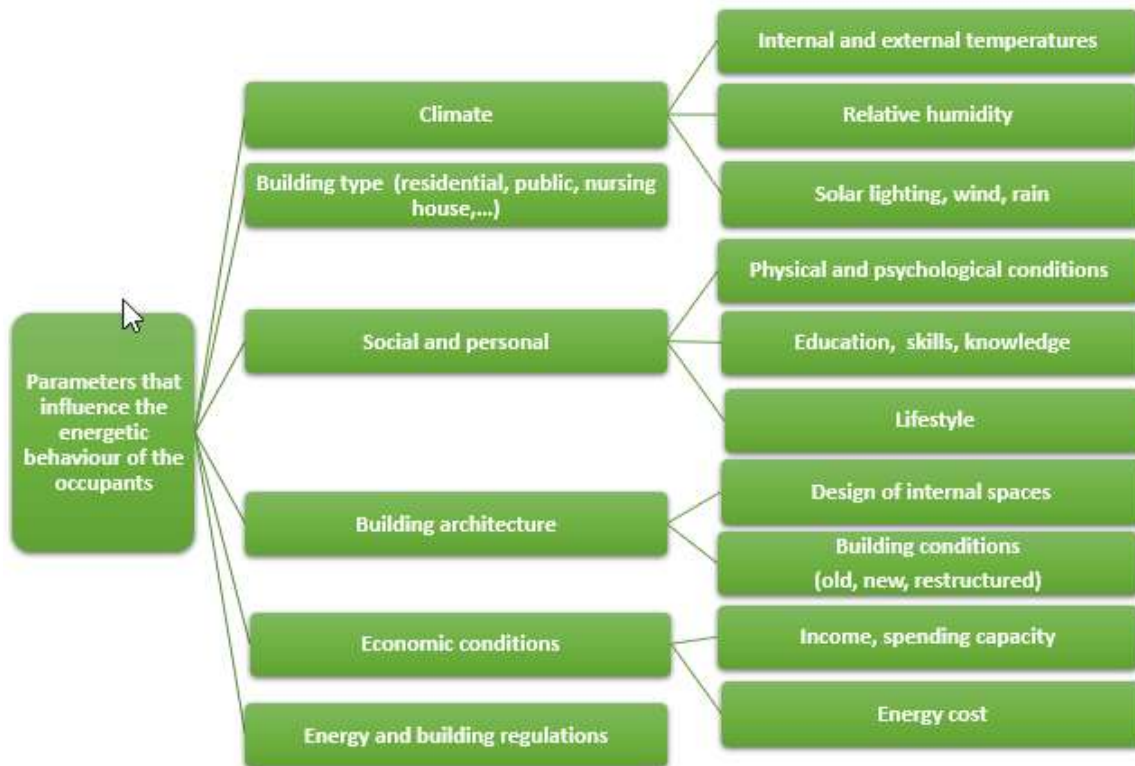 Parameters that
influence the
energetic
behaviour of the
occupants
Climate
Internal and external temperatures
Relative humidity
Solar lighting, wind, rain
Building type (residential, public, nursing
house,...)
Social and personal
Physical and psychological conditions
Education, skills, knowledge
Lifestyle
Building architecture
Design of internal spaces
Building conditions
(old, new, restructured)
Economic conditions
Income, spending capacity
Energy cost
Energy and building regulations